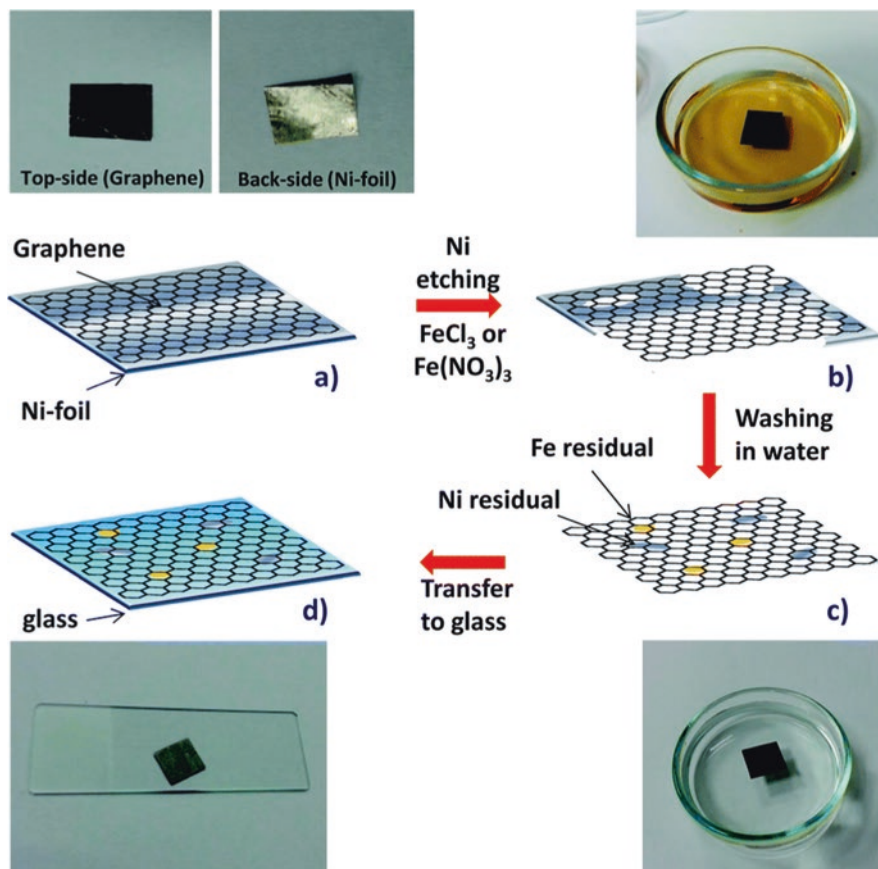 Top-side (Graphene)
Back-side (Ni-foil)
Graphene
Ni-foil
a)
Ni
etching
FeCl₃ or
Fe(NO₃)₃
b)
Washing
in water
Fe residual
Ni residual
c)
Transfer
to glass
glass
d)